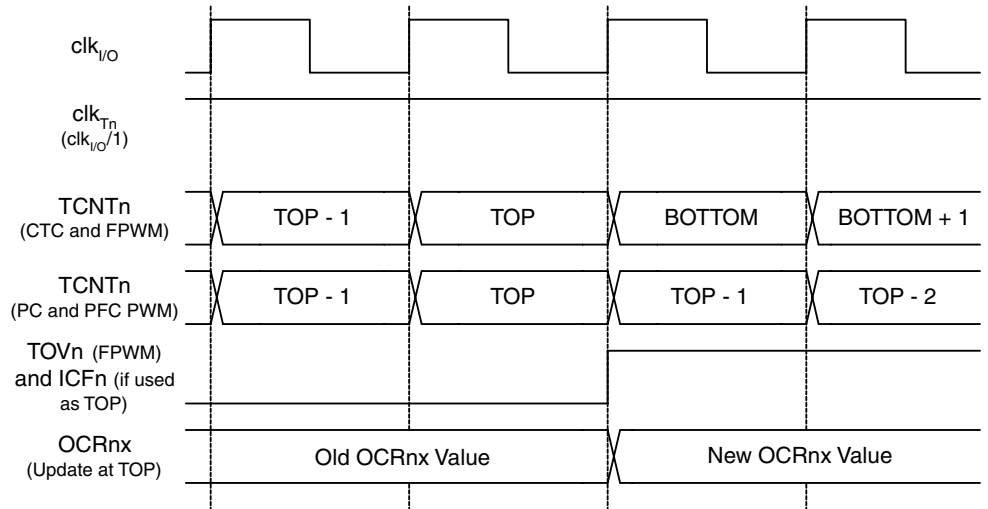 clkI/O
clkTn
(clkI/O/1)
TCNTn
(CTC and FPWM)
TOP - 1
TOP
BOTTOM
BOTTOM + 1
TCNTn
(PC and PFC PWM)
TOP - 1
TOP
TOP - 1
TOP - 2
TOVn (FPWM)
and ICFn (if used
as TOP)
OCRnx
(Update at TOP)
Old OCRnx Value
New OCRnx Value